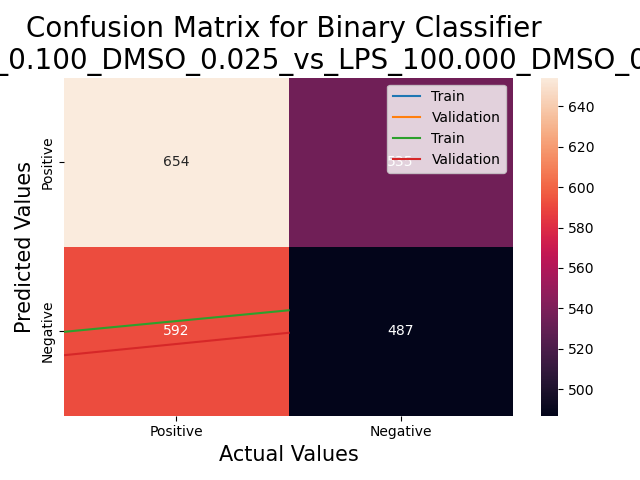 Confusion Matrix for Binary Classifier
_0.100_DMSO_0.025_vs_LPS_100.000_DMSO_0
Train
Validation
Train
Validation
Predicted Values
Positive
Negative
654
592
487
Positive
Negative
Actual Values
640
620
600
580
560
540
520
500